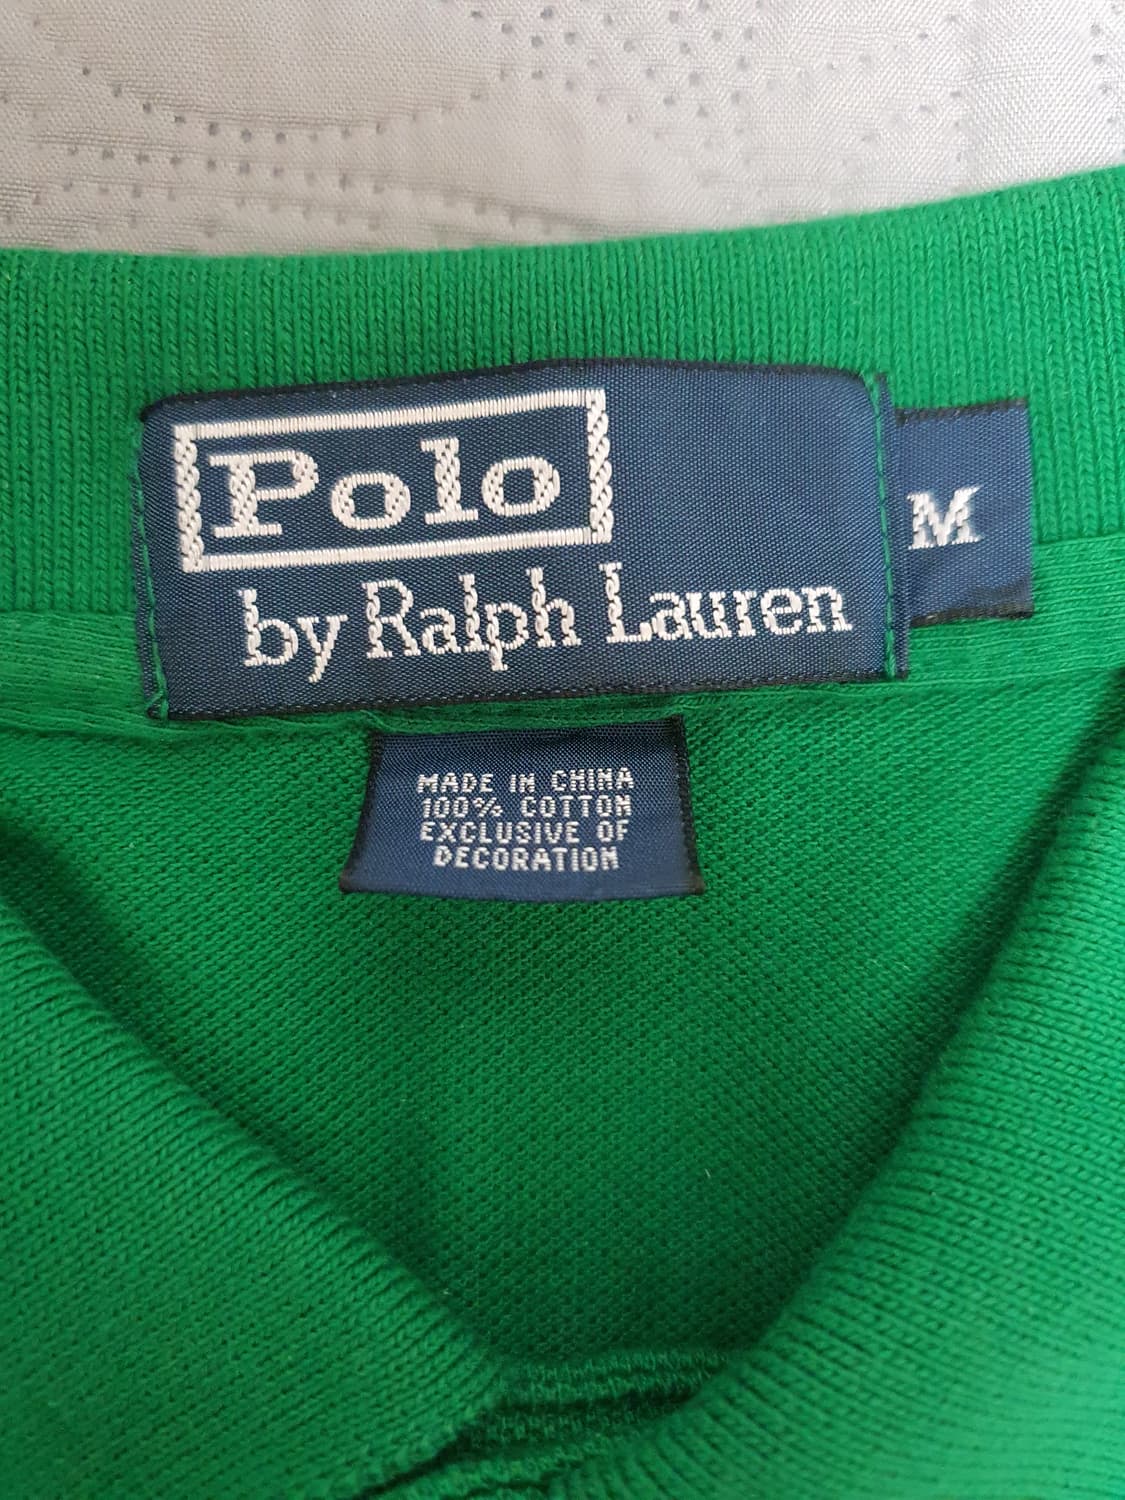 Polo
by Ralph Lauren
M
MADE IN CHINA
100% COTTON
EXCLUSIVE OF
DECORATION